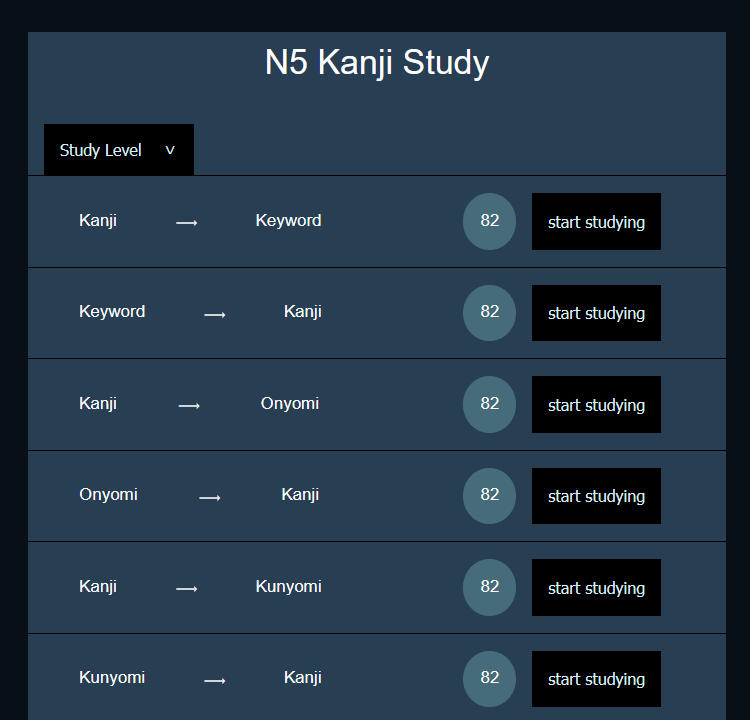 N5 Kanji Study
Study Level ˅
Kanji ⟶ Keyword 82 start studying
Keyword ⟶ Kanji 82 start studying
Kanji ⟶ Onyomi 82 start studying
Onyomi ⟶ Kanji 82 start studying
Kanji ⟶ Kunyomi 82 start studying
Kunyomi ⟶ Kanji 82 start studying